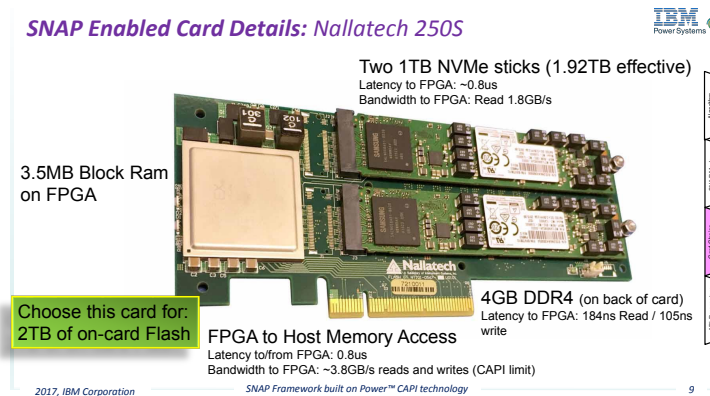 SNAP Enabled Card Details: Nallatech 250S
IBM
Power Systems
Two 1TB NVMe sticks (1.92TB effective)
Latency to FPGA: ~0.8us
Bandwidth to FPGA: Read 1.8GB/s
301
102
SAMSUNG
3.5MB Block Ram
on FPGA
SAMSUNG
Nallatech
4GB DDR4 (on back of card)
Latency to FPGA: 184ns Read / 105ns
write
Choose this card for:
2TB of on-card Flash
FPGA to Host Memory Access
Latency to/from FPGA: 0.8us
Bandwidth to FPGA: ~3.8GB/s reads and writes (CAPI limit)
2017, IBM Corporation
SNAP Framework built on Power™ CAPI technology
9